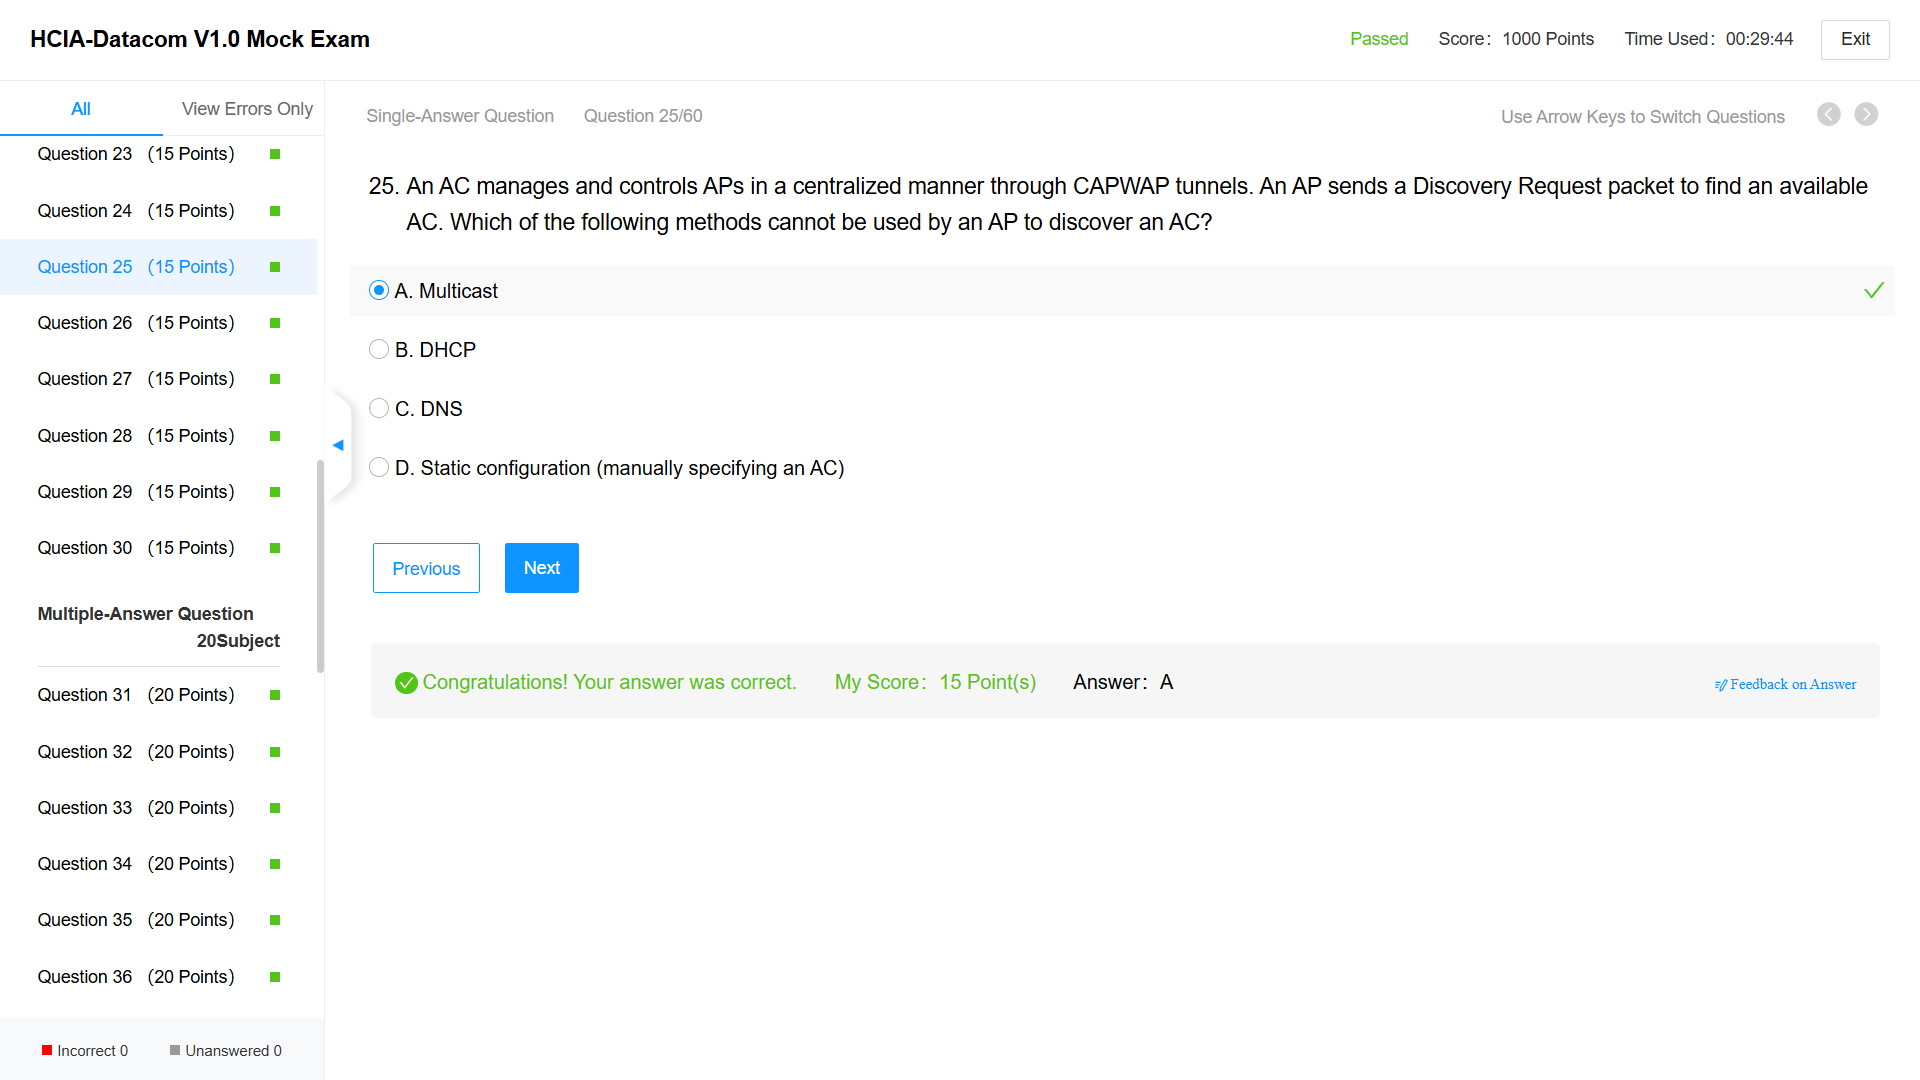 HCIA-Datacom V1.0 Mock Exam
Passed Score: 1000 Points Time Used: 00:29:44 Exit
All View Errors Only
Question 23 (15 Points)
Question 24 (15 Points)
Question 25 (15 Points)
Question 26 (15 Points)
Question 27 (15 Points)
Question 28 (15 Points)
Question 29 (15 Points)
Question 30 (15 Points)
Multiple-Answer Question
20Subject
Question 31 (20 Points)
Question 32 (20 Points)
Question 33 (20 Points)
Question 34 (20 Points)
Question 35 (20 Points)
Question 36 (20 Points)
Incorrect 0 Unanswered 0
Single-Answer Question Question 25/60 Use Arrow Keys to Switch Questions
25. An AC manages and controls APs in a centralized manner through CAPWAP tunnels. An AP sends a Discovery Request packet to find an available
AC. Which of the following methods cannot be used by an AP to discover an AC?
A. Multicast
B. DHCP
C. DNS
D. Static configuration (manually specifying an AC)
Previous Next
Congratulations! Your answer was correct. My Score: 15 Point(s) Answer: A Feedback on Answer